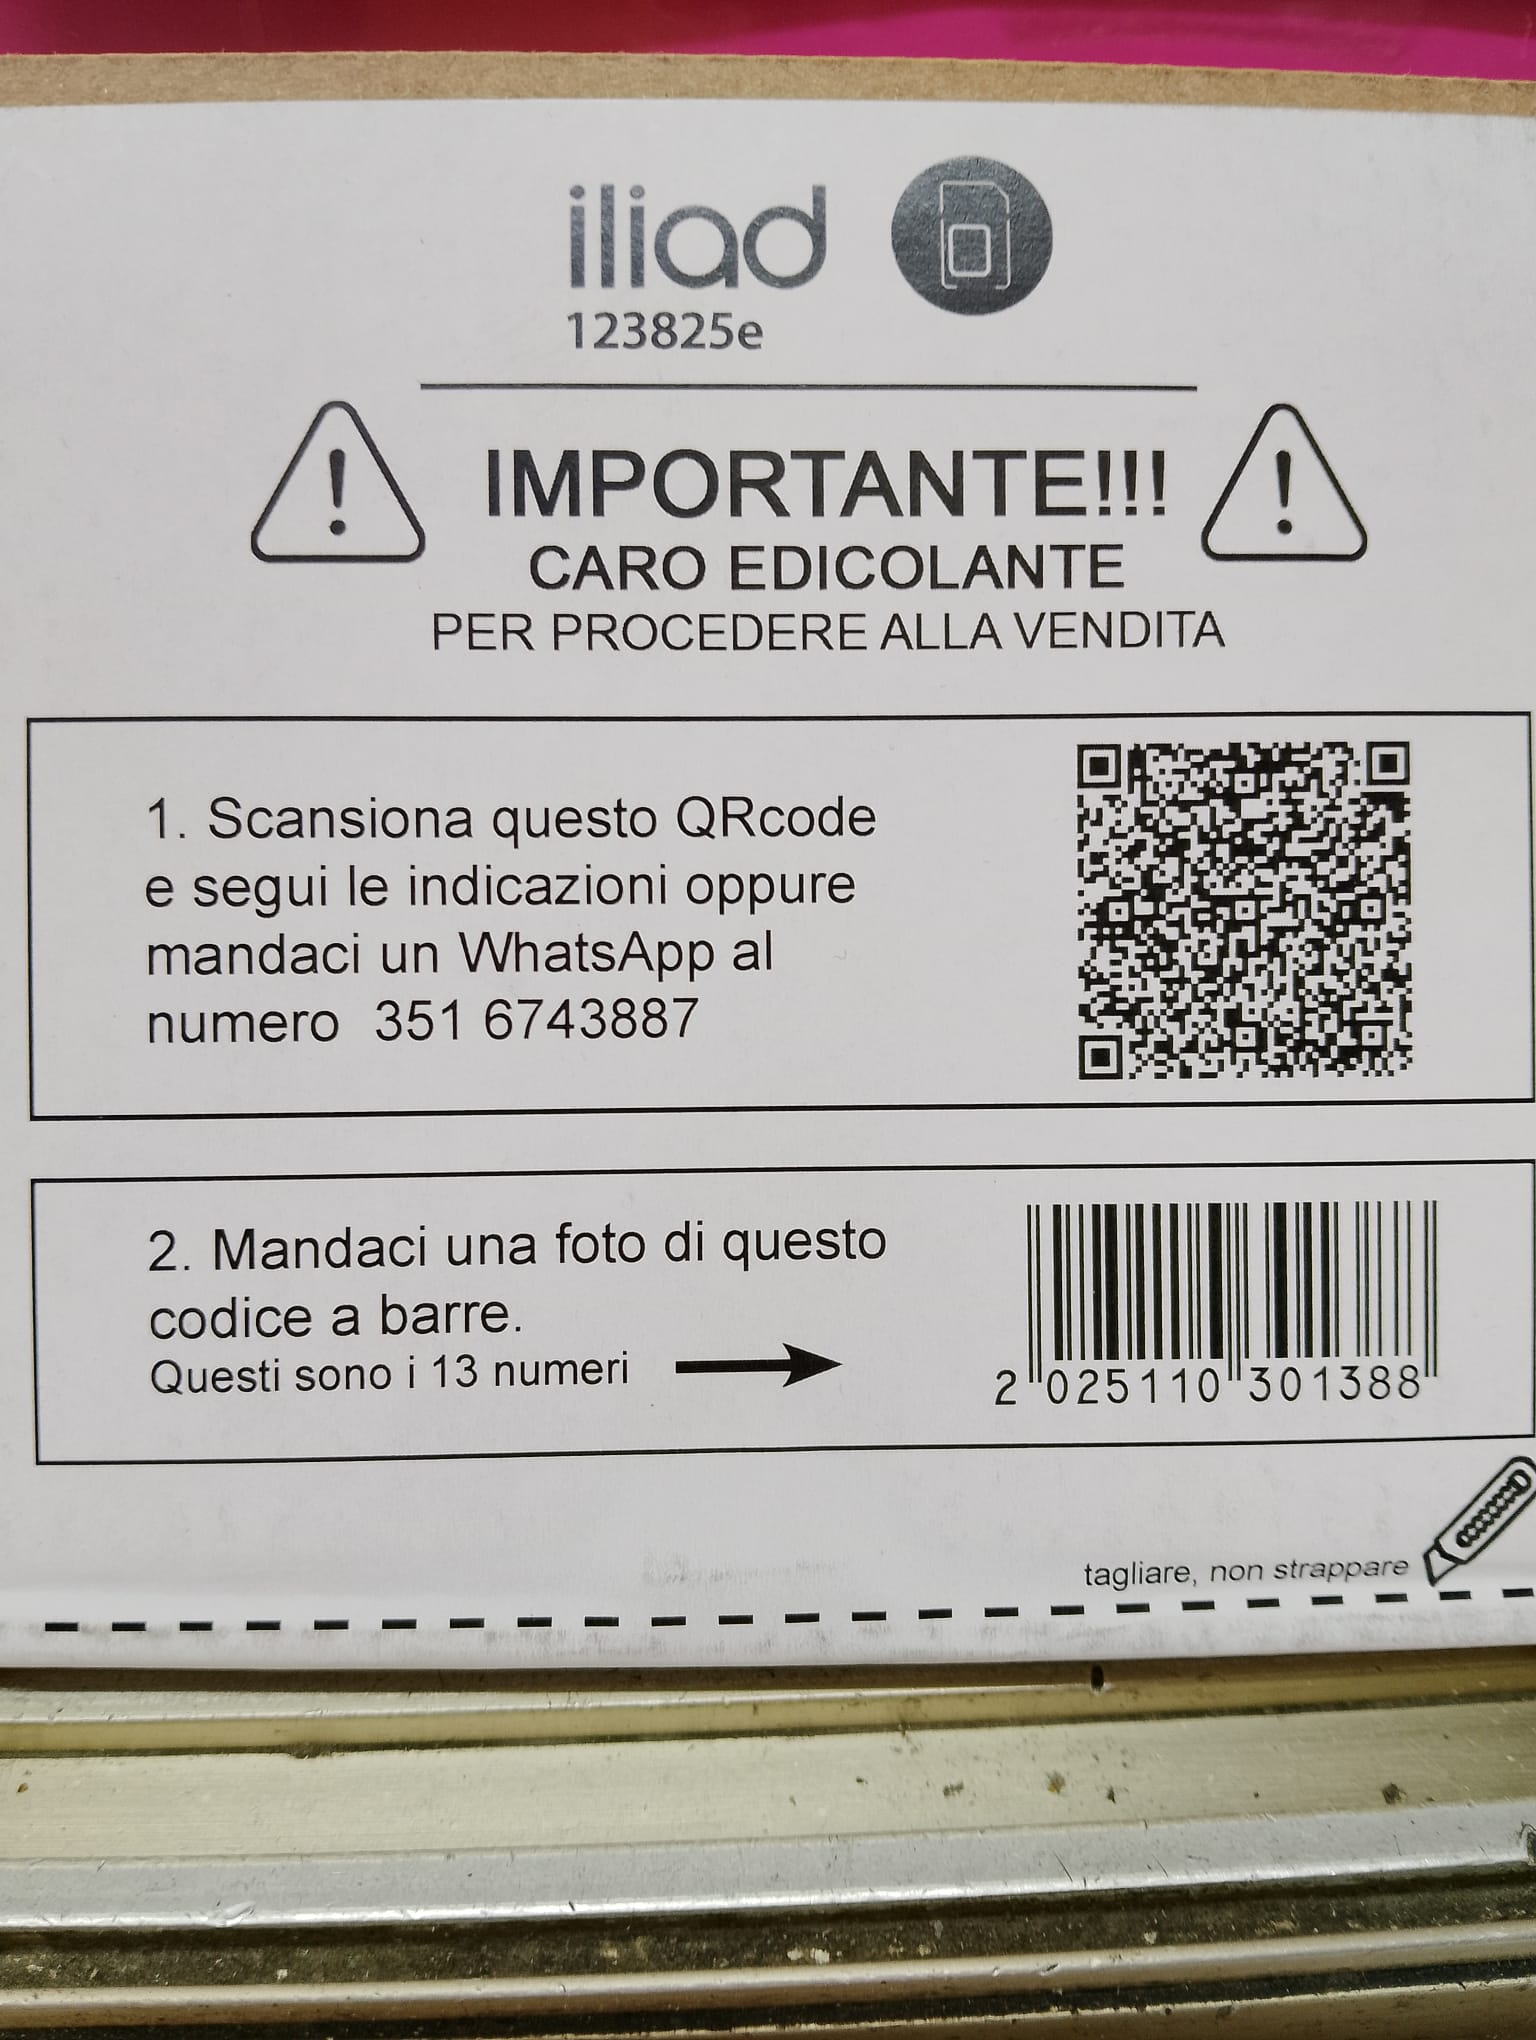 iliad
123825e
IMPORTANTE!!!
CARO EDICOLANTE
PER PROCEDERE ALLA VENDITA
1. Scansiona questo QRcode
e segui le indicazioni oppure
mandaci un WhatsApp al
numero 351 6743887
2. Mandaci una foto di questo
codice a barre.
Questi sono i 13 numeri
2 025110 301388
tagliare, non strappare